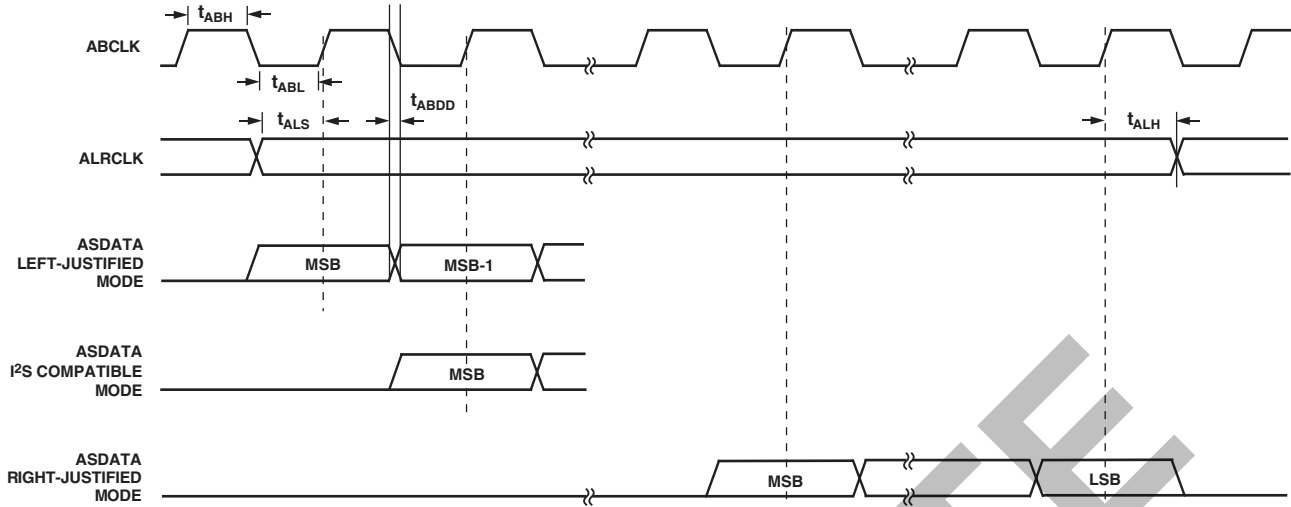 tABH
ABCLK
tABL
tABDD
tALS
tALH
ALRCLK
ASDATA
LEFT-JUSTIFIED
MODE
MSB
MSB-1
ASDATA
I²S COMPATIBLE
MODE
MSB
ASDATA
RIGHT-JUSTIFIED
MODE
MSB
LSB